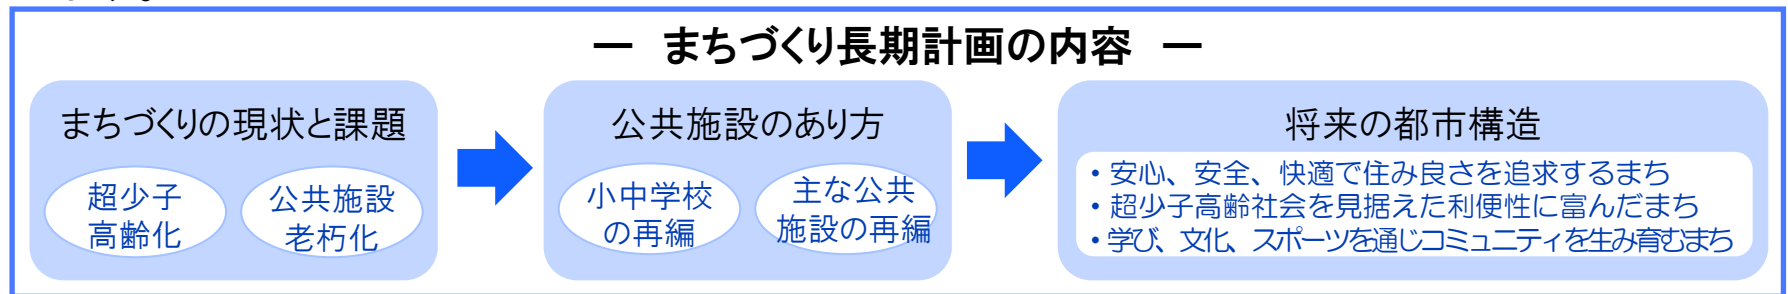 ー まちづくり長期計画の内容 ー
まちづくりの現状と課題
超少子
高齢化
公共施設
老朽化
公共施設のあり方
小中学校
の再編
主な公共
施設の再編
将来の都市構造
・安心、安全、快適で住み良さを追求するまち
・超少子高齢社会を見据えた利便性に富んだまち
・学び、文化、スポーツを通じコミュニティを生み育むまち